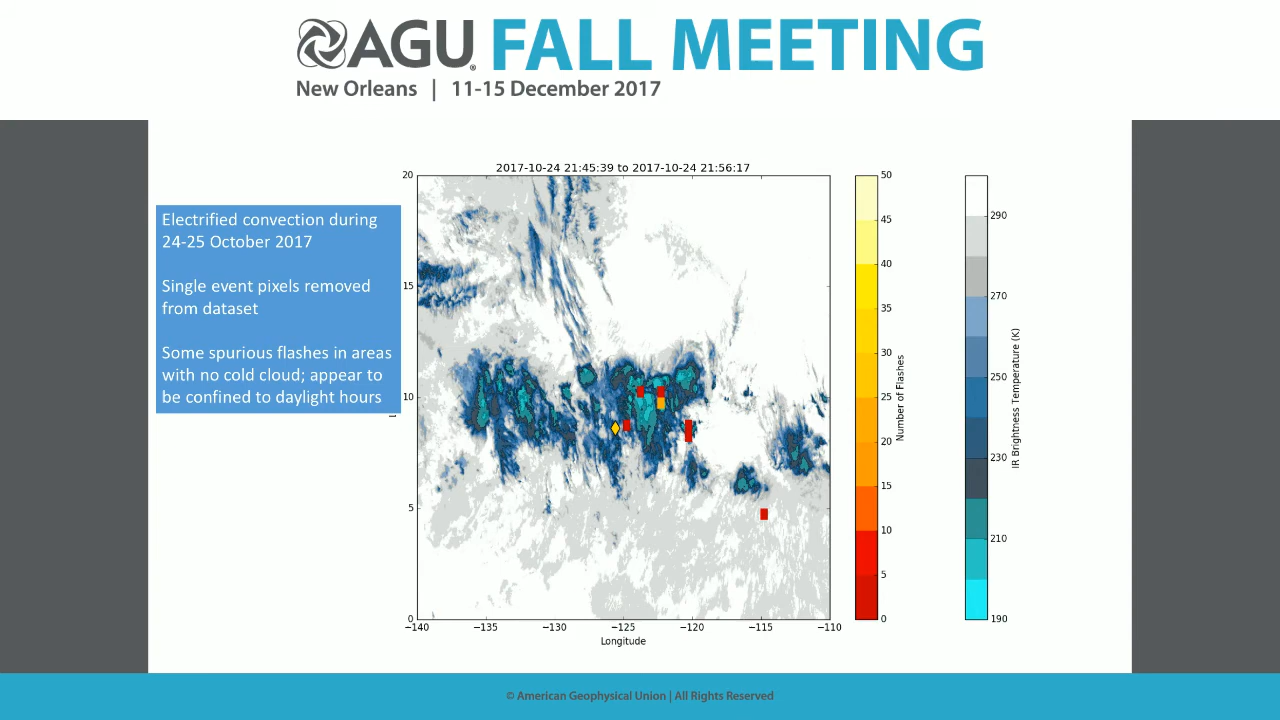 AGU FALL MEETING
New Orleans | 11-15 December 2017
2017-10-24 21:45:39 to 2017-10-24 21:56:17
Electrified convection during
24-25 October 2017
Single event pixels removed
from dataset
Some spurious flashes in areas
with no cold cloud; appear to
be confined to daylight hours
20
15
10
5
0
−140
−135
−130
−125
−120
−115
−110
Longitude
50
45
40
35
30
25
20
15
10
5
0
Number of Flashes
290
270
250
230
210
190
IR Brightness Temperature (K)
© American Geophysical Union | All Rights Reserved